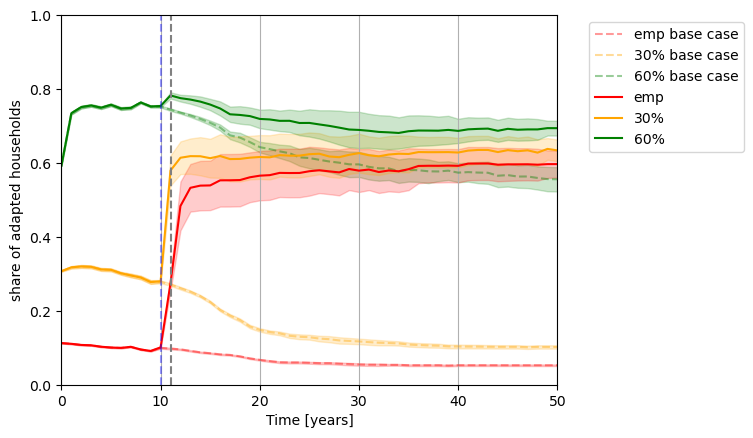 1.0
0.8
0.6
0.4
0.2
0.0
share of adapted households
0
10
20
30
40
50
Time [years]
emp base case
30% base case
60% base case
emp
30%
60%